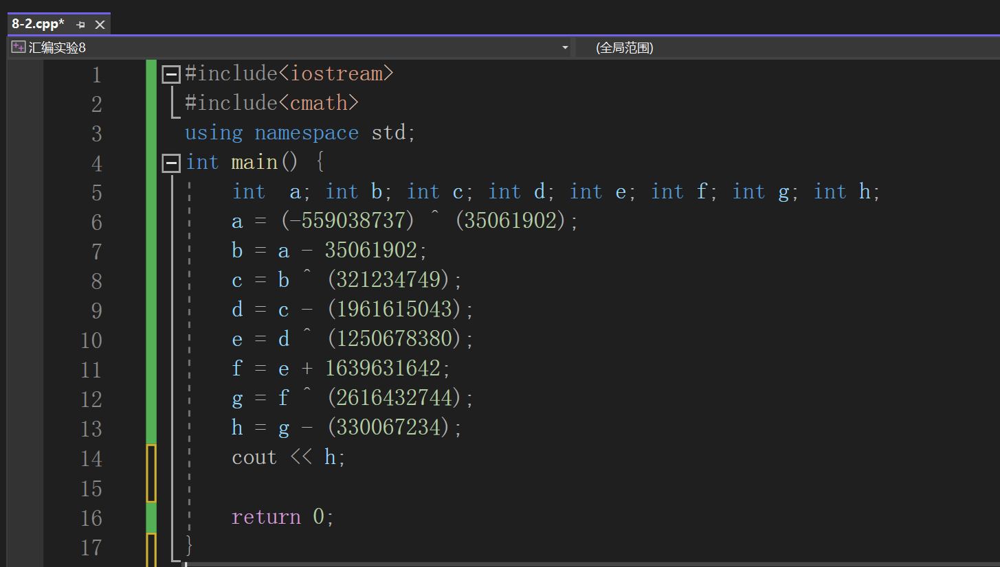 8-2.cpp*
汇编实验8 (全局范围)
1 #include<iostream>
2 #include<cmath>
3 using namespace std;
4 int main() {
5 int  a; int b; int c; int d; int e; int f; int g; int h;
6 a = (-559038737) ^ (35061902);
7 b = a - 35061902;
8 c = b ^ (321234749);
9 d = c - (1961615043);
10 e = d ^ (1250678380);
11 f = e + 1639631642;
12 g = f ^ (2616432744);
13 h = g - (330067234);
14 cout << h;
15
16 return 0;
17 }